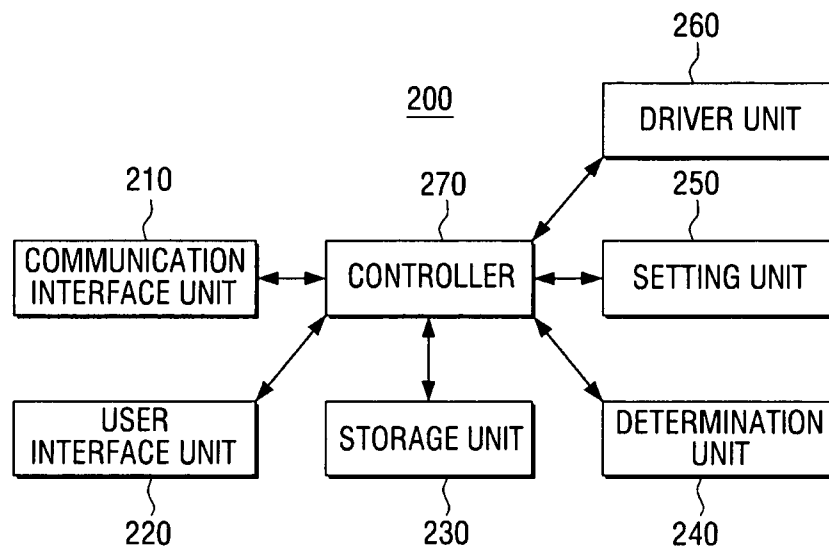 260
200
DRIVER UNIT
210
270
250
COMMUNICATION
INTERFACE UNIT
CONTROLLER
SETTING UNIT
USER
INTERFACE UNIT
STORAGE UNIT
DETERMINATION
UNIT
220
230
240